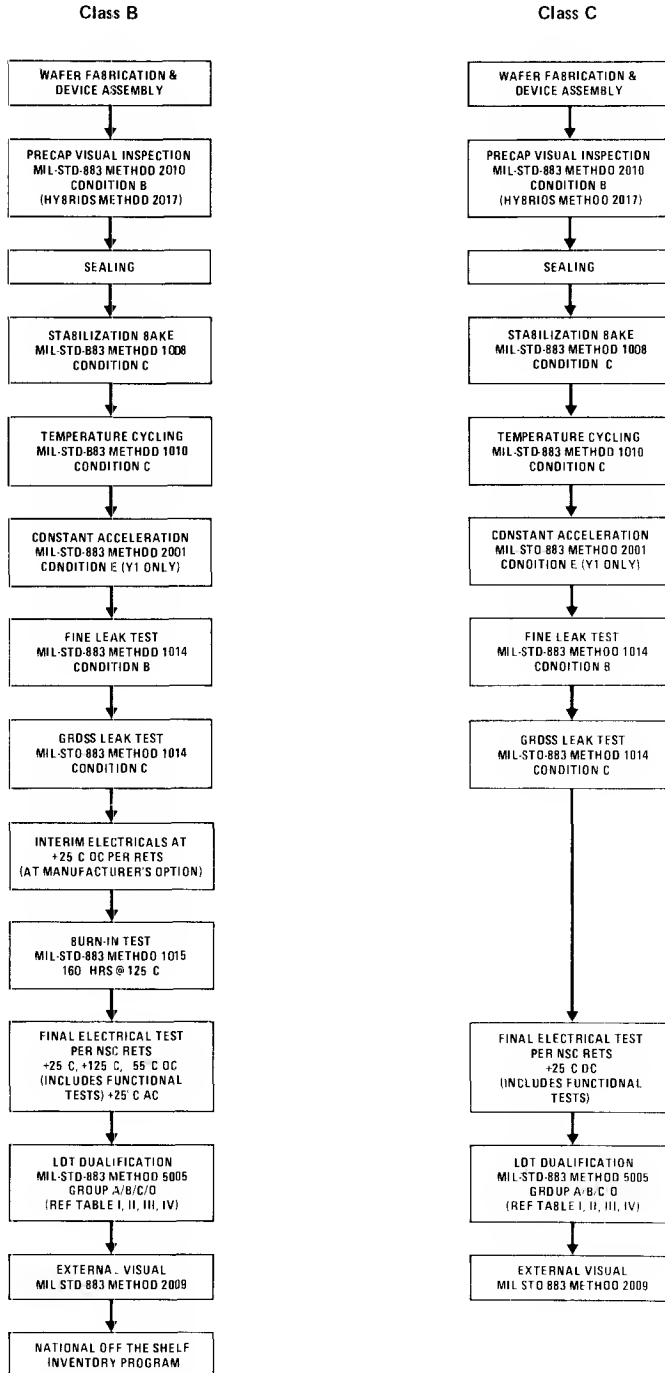 Class B
WAFER FABRICATION &
DEVICE ASSEMBLY
PRECAP VISUAL INSPECTION
MIL-STD-883 METHOD 2010
CONDITION B
(HYBRIDS METHOD 2017)
SEALING
STABILIZATION BAKE
MIL-STD-883 METHOD 1008
CONDITION C
TEMPERATURE CYCLING
MIL-STD-883 METHOD 1010
CONDITION C
CONSTANT ACCELERATION
MIL-STD-883 METHOD 2001
CONDITION E (Y1 ONLY)
FINE LEAK TEST
MIL-STD-883 METHOD 1014
CONDITION B
GROSS LEAK TEST
MIL-STD-883 METHOD 1014
CONDITION C
INTERIM ELECTRICALS AT
+25 C DC PER RETS
(AT MANUFACTURER'S OPTION)
BURN-IN TEST
MIL-STD-883 METHOD 1015
160 HRS @ 125 C
FINAL ELECTRICAL TEST
PER NSC RETS
+25 C, +125 C, 55°C DC
(INCLUDES FUNCTIONAL
TESTS) +25°C AC
LOT QUALIFICATION
MIL-STD-883 METHOD 5005
GROUP A/B/C/D
(REF TABLE I, II, III, IV)
EXTERNAL VISUAL
MIL STD-883 METHOD 2009
NATIONAL OFF THE SHELF
INVENTORY PROGRAM
Class C
WAFER FABRICATION &
DEVICE ASSEMBLY
PRECAP VISUAL INSPECTION
MIL-STD-883 METHOD 2010
CONDITION B
(HYBRIDS METHOD 2017)
SEALING
STABILIZATION BAKE
MIL-STD-883 METHOD 1008
CONDITION C
TEMPERATURE CYCLING
MIL-STD-883 METHOD 1010
CONDITION C
CONSTANT ACCELERATION
MIL-STD-883 METHOD 2001
CONDITION E (Y1 ONLY)
FINE LEAK TEST
MIL-STD-883 METHOD 1014
CONDITION B
GROSS LEAK TEST
MIL-STD-883 METHOD 1014
CONDITION C
FINAL ELECTRICAL TEST
PER NSC RETS
+25 C DC
(INCLUDES FUNCTIONAL
TESTS)
LOT QUALIFICATION
MIL-STD-883 METHOD 5005
GROUP A/B/C D
(REF TABLE I, II, III, IV)
EXTERNAL VISUAL
MIL STD 883 METHOD 2009